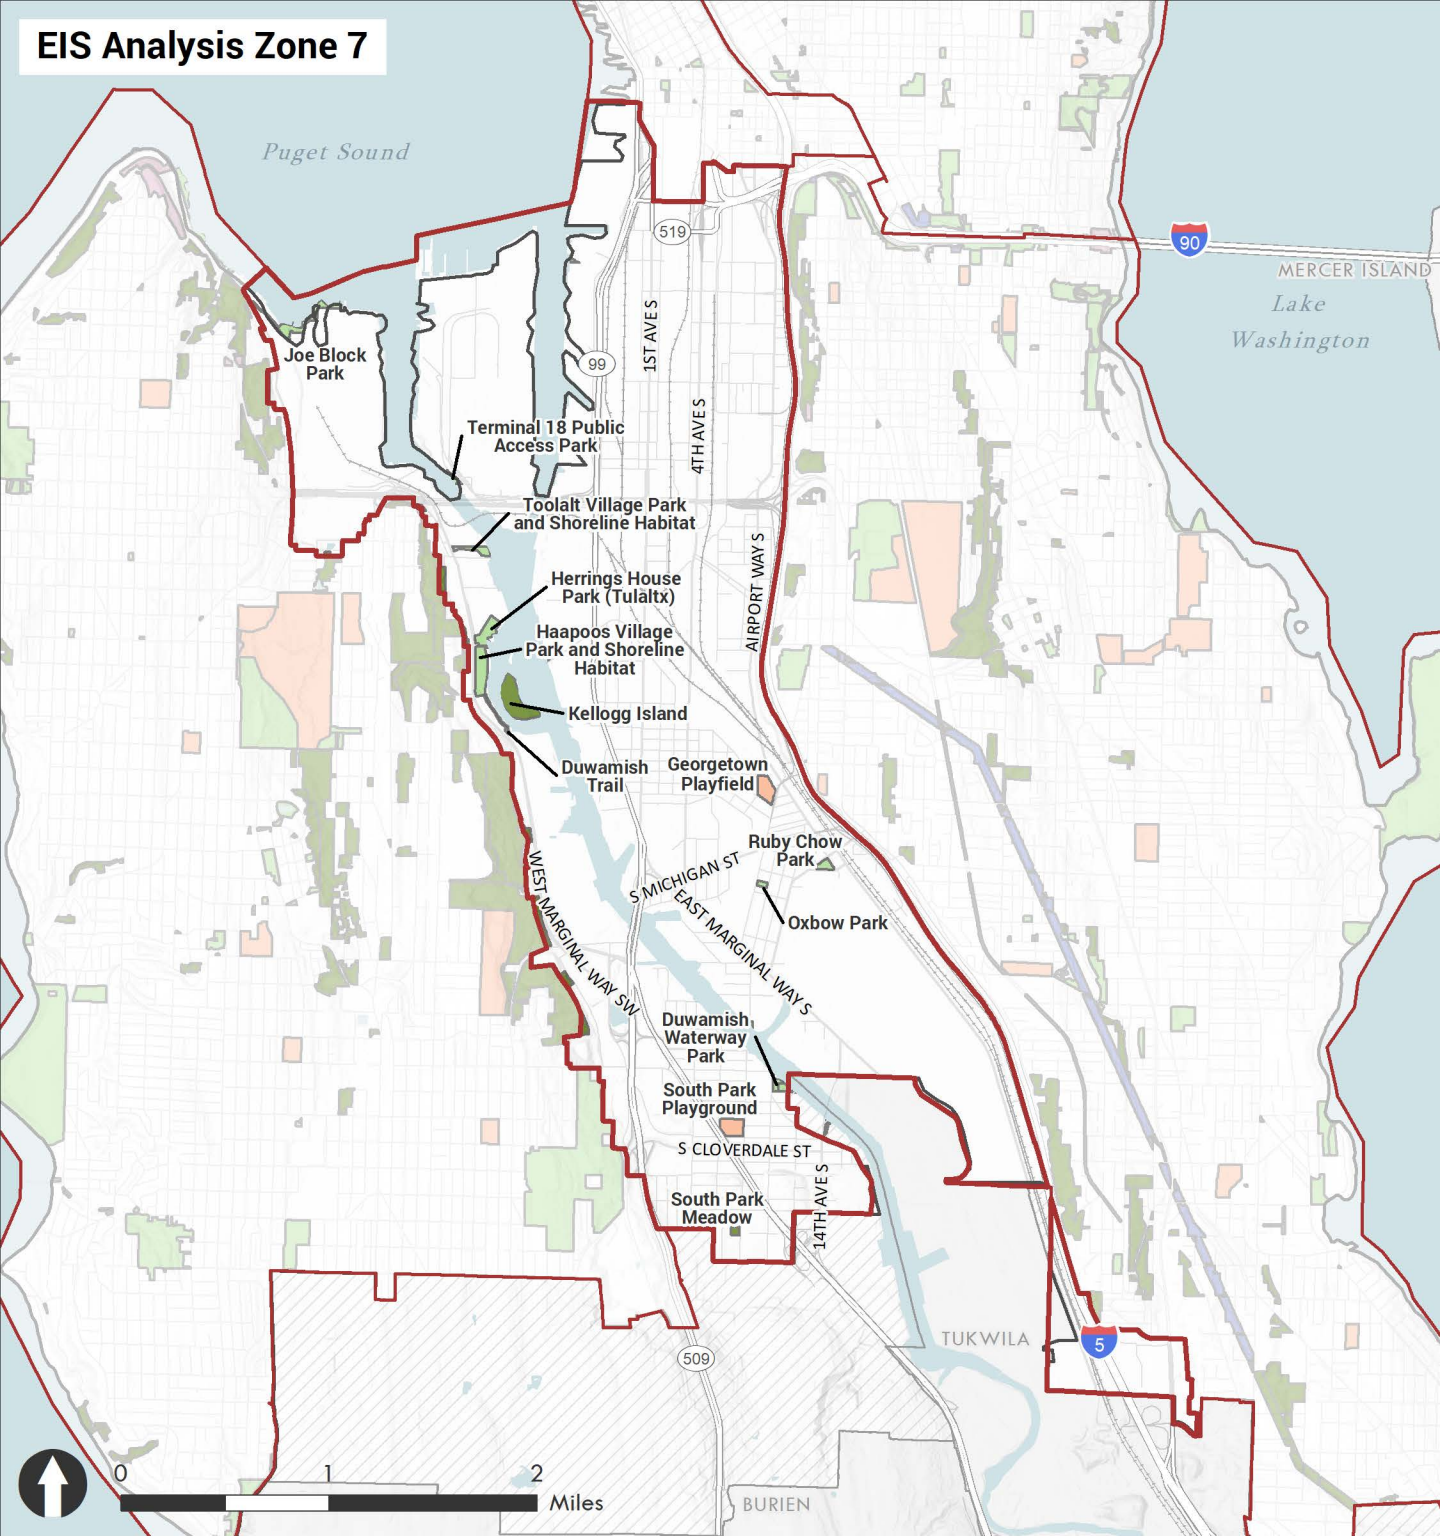 EIS Analysis Zone 7
Puget Sound
519
90
MERCER ISLAND
Lake
Washington
1ST AVE S
Joe Block
Park
99
4TH AVE S
Terminal 18 Public
Access Park
Toolalt Village Park
and Shoreline Habitat
AIRPORT WAY S
Herrings House
Park (Tulaltx)
Haapoos Village
Park and Shoreline
Habitat
Kellogg Island
Duwamish
Trail
Georgetown
Playfield
Ruby Chow
Park
S MICHIGAN ST
WEST MARGINAL WAY SW
EAST MARGINAL WAY S
Oxbow Park
Duwamish
Waterway
Park
South Park
Playground
S CLOVERDALE ST
14TH AVE S
South Park
Meadow
TUKWILA
5
509
0 1 2
Miles
BURIEN